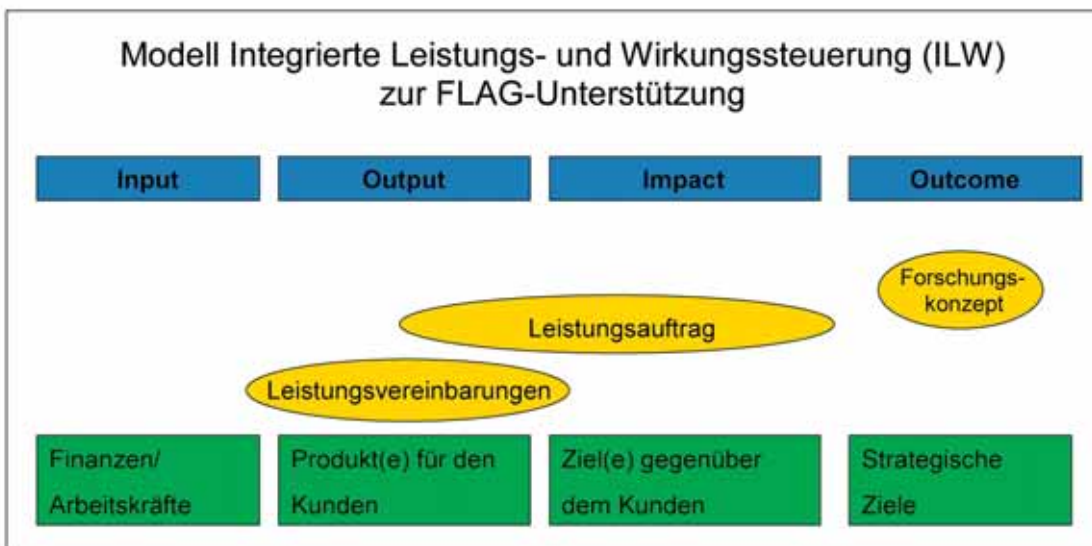 Modell Integrierte Leistungs- und Wirkungssteuerung (ILW)
zur FLAG-Unterstützung
Input
Output
Impact
Outcome
Forschungs-
konzept
Leistungsauftrag
Leistungsvereinbarungen
Finanzen/
Arbeitskräfte
Produkt(e) für den
Kunden
Ziel(e) gegenüber
dem Kunden
Strategische
Ziele